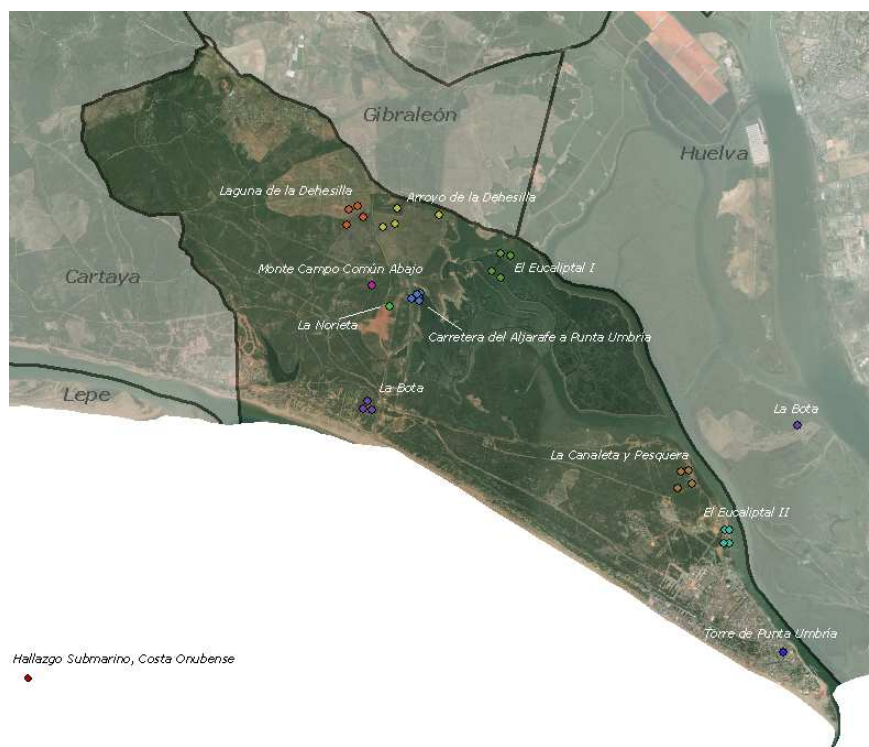 Gibraleón
Huelva
Laguna de la Dehesilla
Arroyo de la Dehesilla
Cartaya
Monte Campo Común Abajo
El Eucaliptal I
La Norieta
Carretera del Aljarafe a Punta Umbría
Lepe
La Bota
La Bota
La Canaleta y Pesquera
El Eucaliptal II
Torre de Punta Umbría
Hallazgo Submarino, Costa Onubense